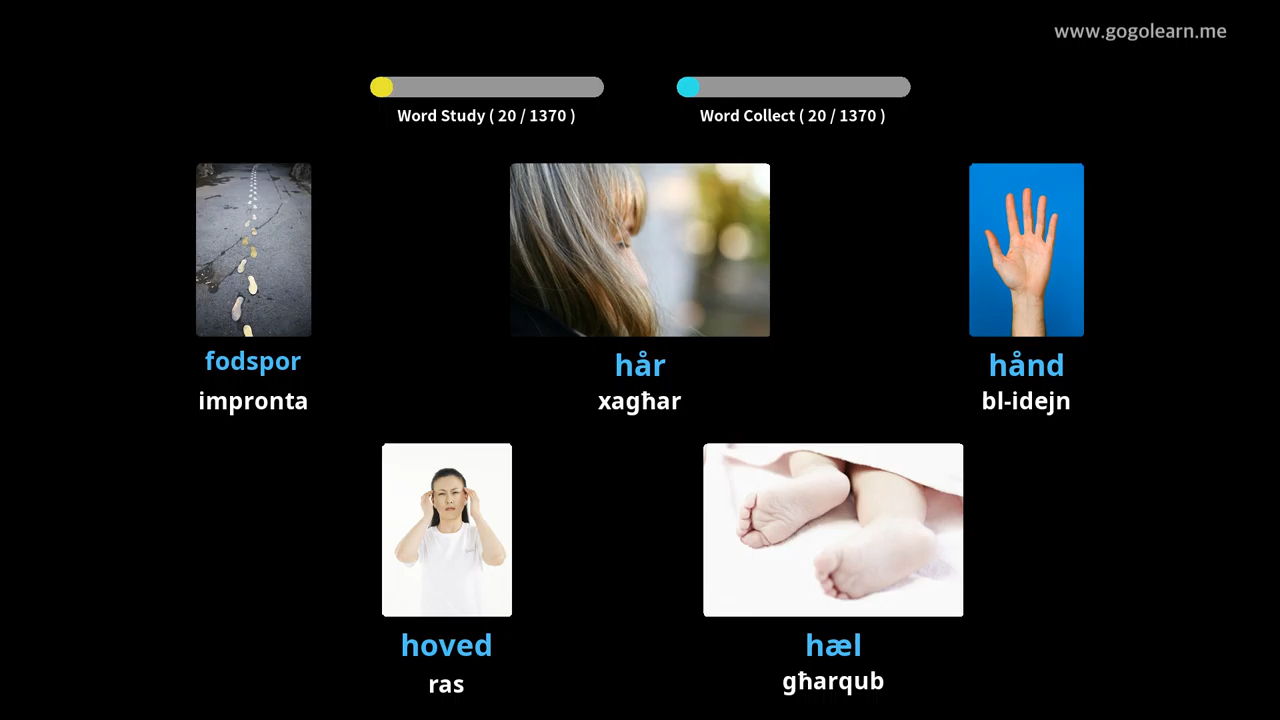 www.gogolearn.me
Word Study ( 20 / 1370 )
Word Collect ( 20 / 1370 )
fodspor
impronta
hår
xagħar
hånd
bl-idejn
hoved
ras
hæl
għarqub